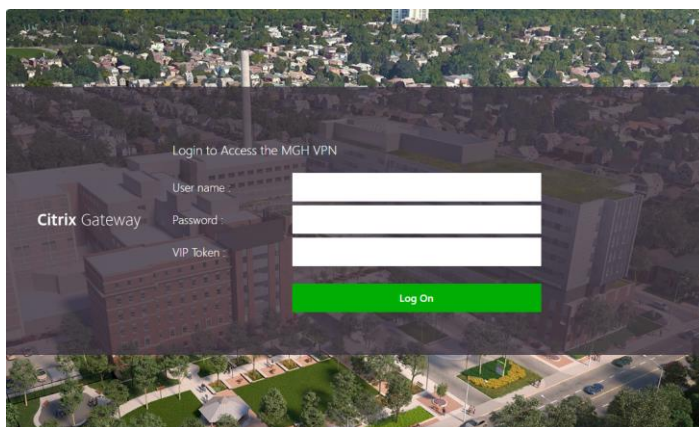 Login to Access the MGH VPN
User name :
Citrix Gateway
Password :
VIP Token :
Log On